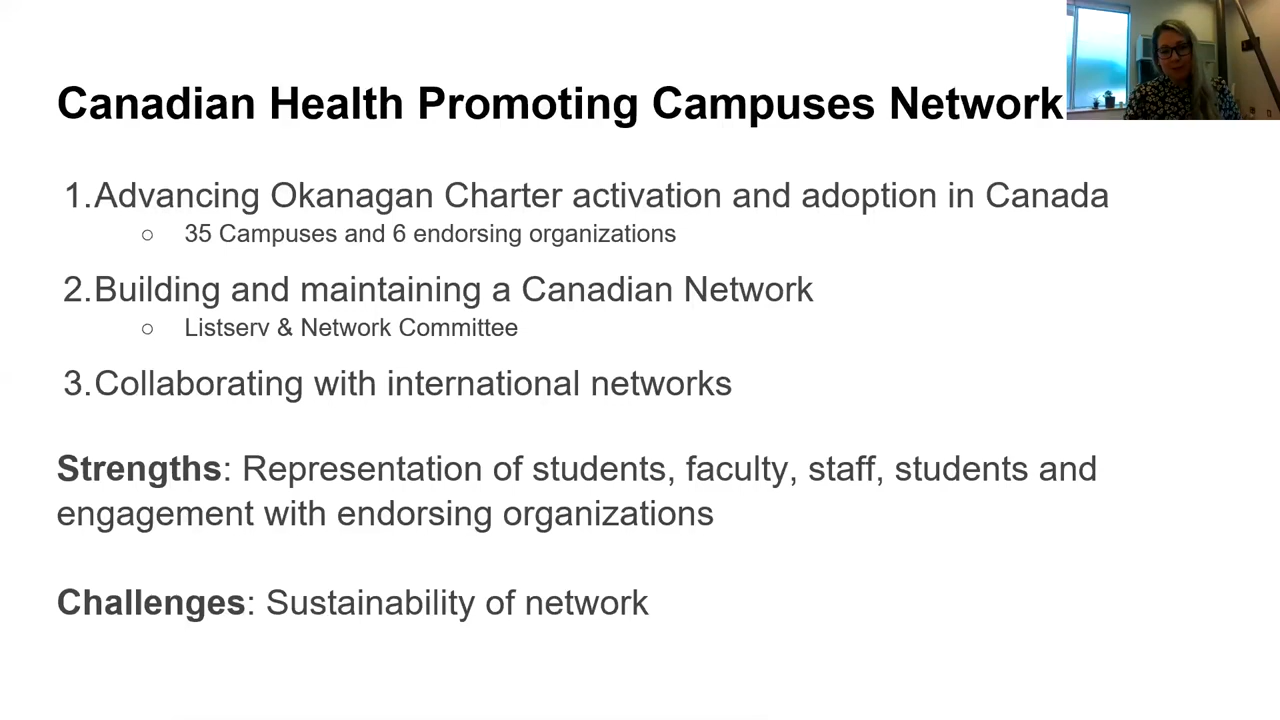 Canadian Health Promoting Campuses Network
1. Advancing Okanagan Charter activation and adoption in Canada
○ 35 Campuses and 6 endorsing organizations
2. Building and maintaining a Canadian Network
○ Listserv & Network Committee
3. Collaborating with international networks
Strengths: Representation of students, faculty, staff, students and
engagement with endorsing organizations
Challenges: Sustainability of network